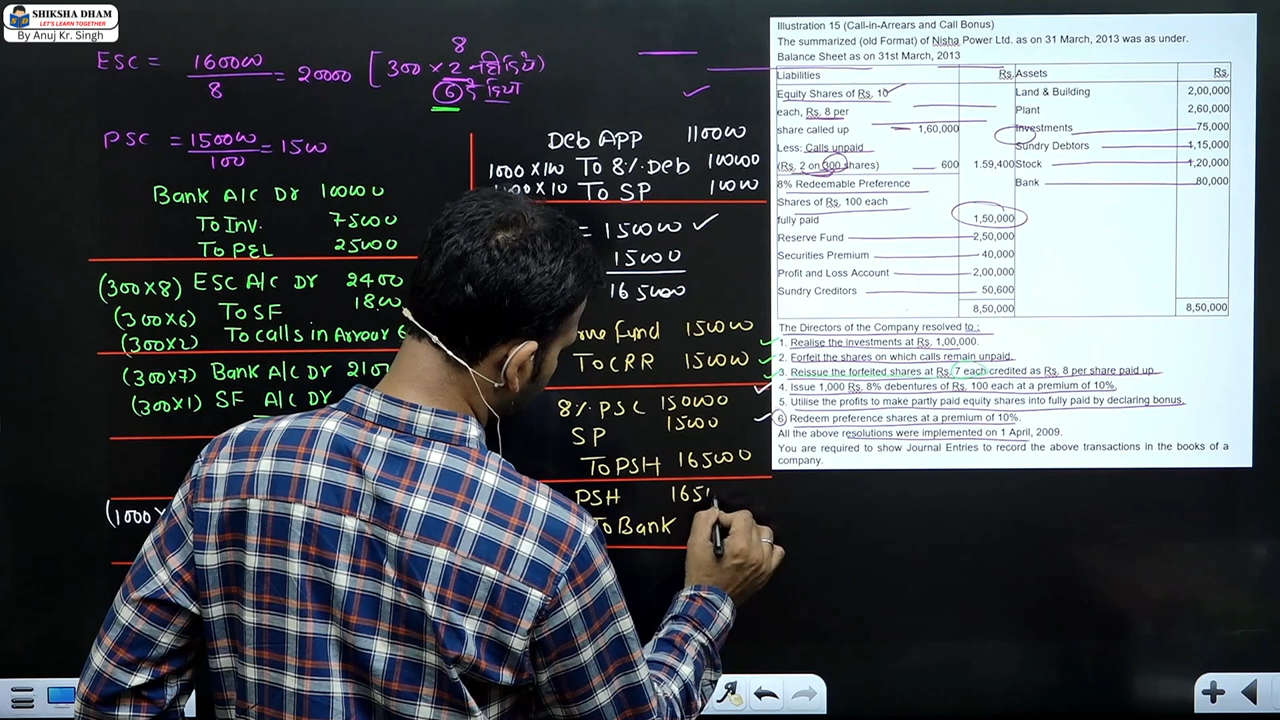 SHIKSHA DHAM
LET'S LEARN TOGETHER
By Anuj Kr. Singh
ESC = 160000 / 8 = 20000 [300 × 2 नहीं दिये)
8
6 दिया
PSC = 150000 / 100 = 1500
Bank A/c Dr 100000
To Inv. 75000
To P&L 25000
(300×8) ESC A/c Dr 2400
(300×6) To SF 1800
(300×2) To calls in Arrear 6
(300×7) Bank A/c Dr 2100
(300×1) SF A/c Dr
(1000×
Deb APP 110000
1000×100 To 8%. Deb 100000
1000×10 To SP 10000
= 150000 ✓
15000
165000
Fund 150000
To CRR 150000
8%. PSC 150000
SP 15000
To PSH 165000
PSH 165
To Bank
Illustration 15 (Call-in-Arrears and Call Bonus)
The summarized (old Format) of Nisha Power Ltd. as on 31 March, 2013 was as under.
Balance Sheet as on 31st March, 2013
Liabilities Rs. Assets Rs.
Equity Shares of Rs. 10 Land & Building 2,00,000
each, Rs. 8 per Plant 2,60,000
share called up 1,60,000 Investments 75,000
Less: Calls unpaid Sundry Debtors 1,15,000
(Rs. 2 on 300 shares) 600 1.59,400 Stock 1,20,000
8% Redeemable Preference Bank 80,000
Shares of Rs. 100 each
fully paid 1,50,000
Reserve Fund 2,50,000
Securities Premium 40,000
Profit and Loss Account 2,00,000
Sundry Creditors 50,600
8,50,000 8,50,000
The Directors of the Company resolved to :
1. Realise the investments at Rs. 1,00,000.
2. Forfeit the shares on which calls remain unpaid.
3. Reissue the forfeited shares at Rs. 7 each credited as Rs. 8 per share paid up.
4. Issue 1,000 Rs. 8% debentures of Rs. 100 each at a premium of 10%.
5. Utilise the profits to make partly paid equity shares into fully paid by declaring bonus.
6. Redeem preference shares at a premium of 10%.
All the above resolutions were implemented on 1 April, 2009.
You are required to show Journal Entries to record the above transactions in the books of a
company.